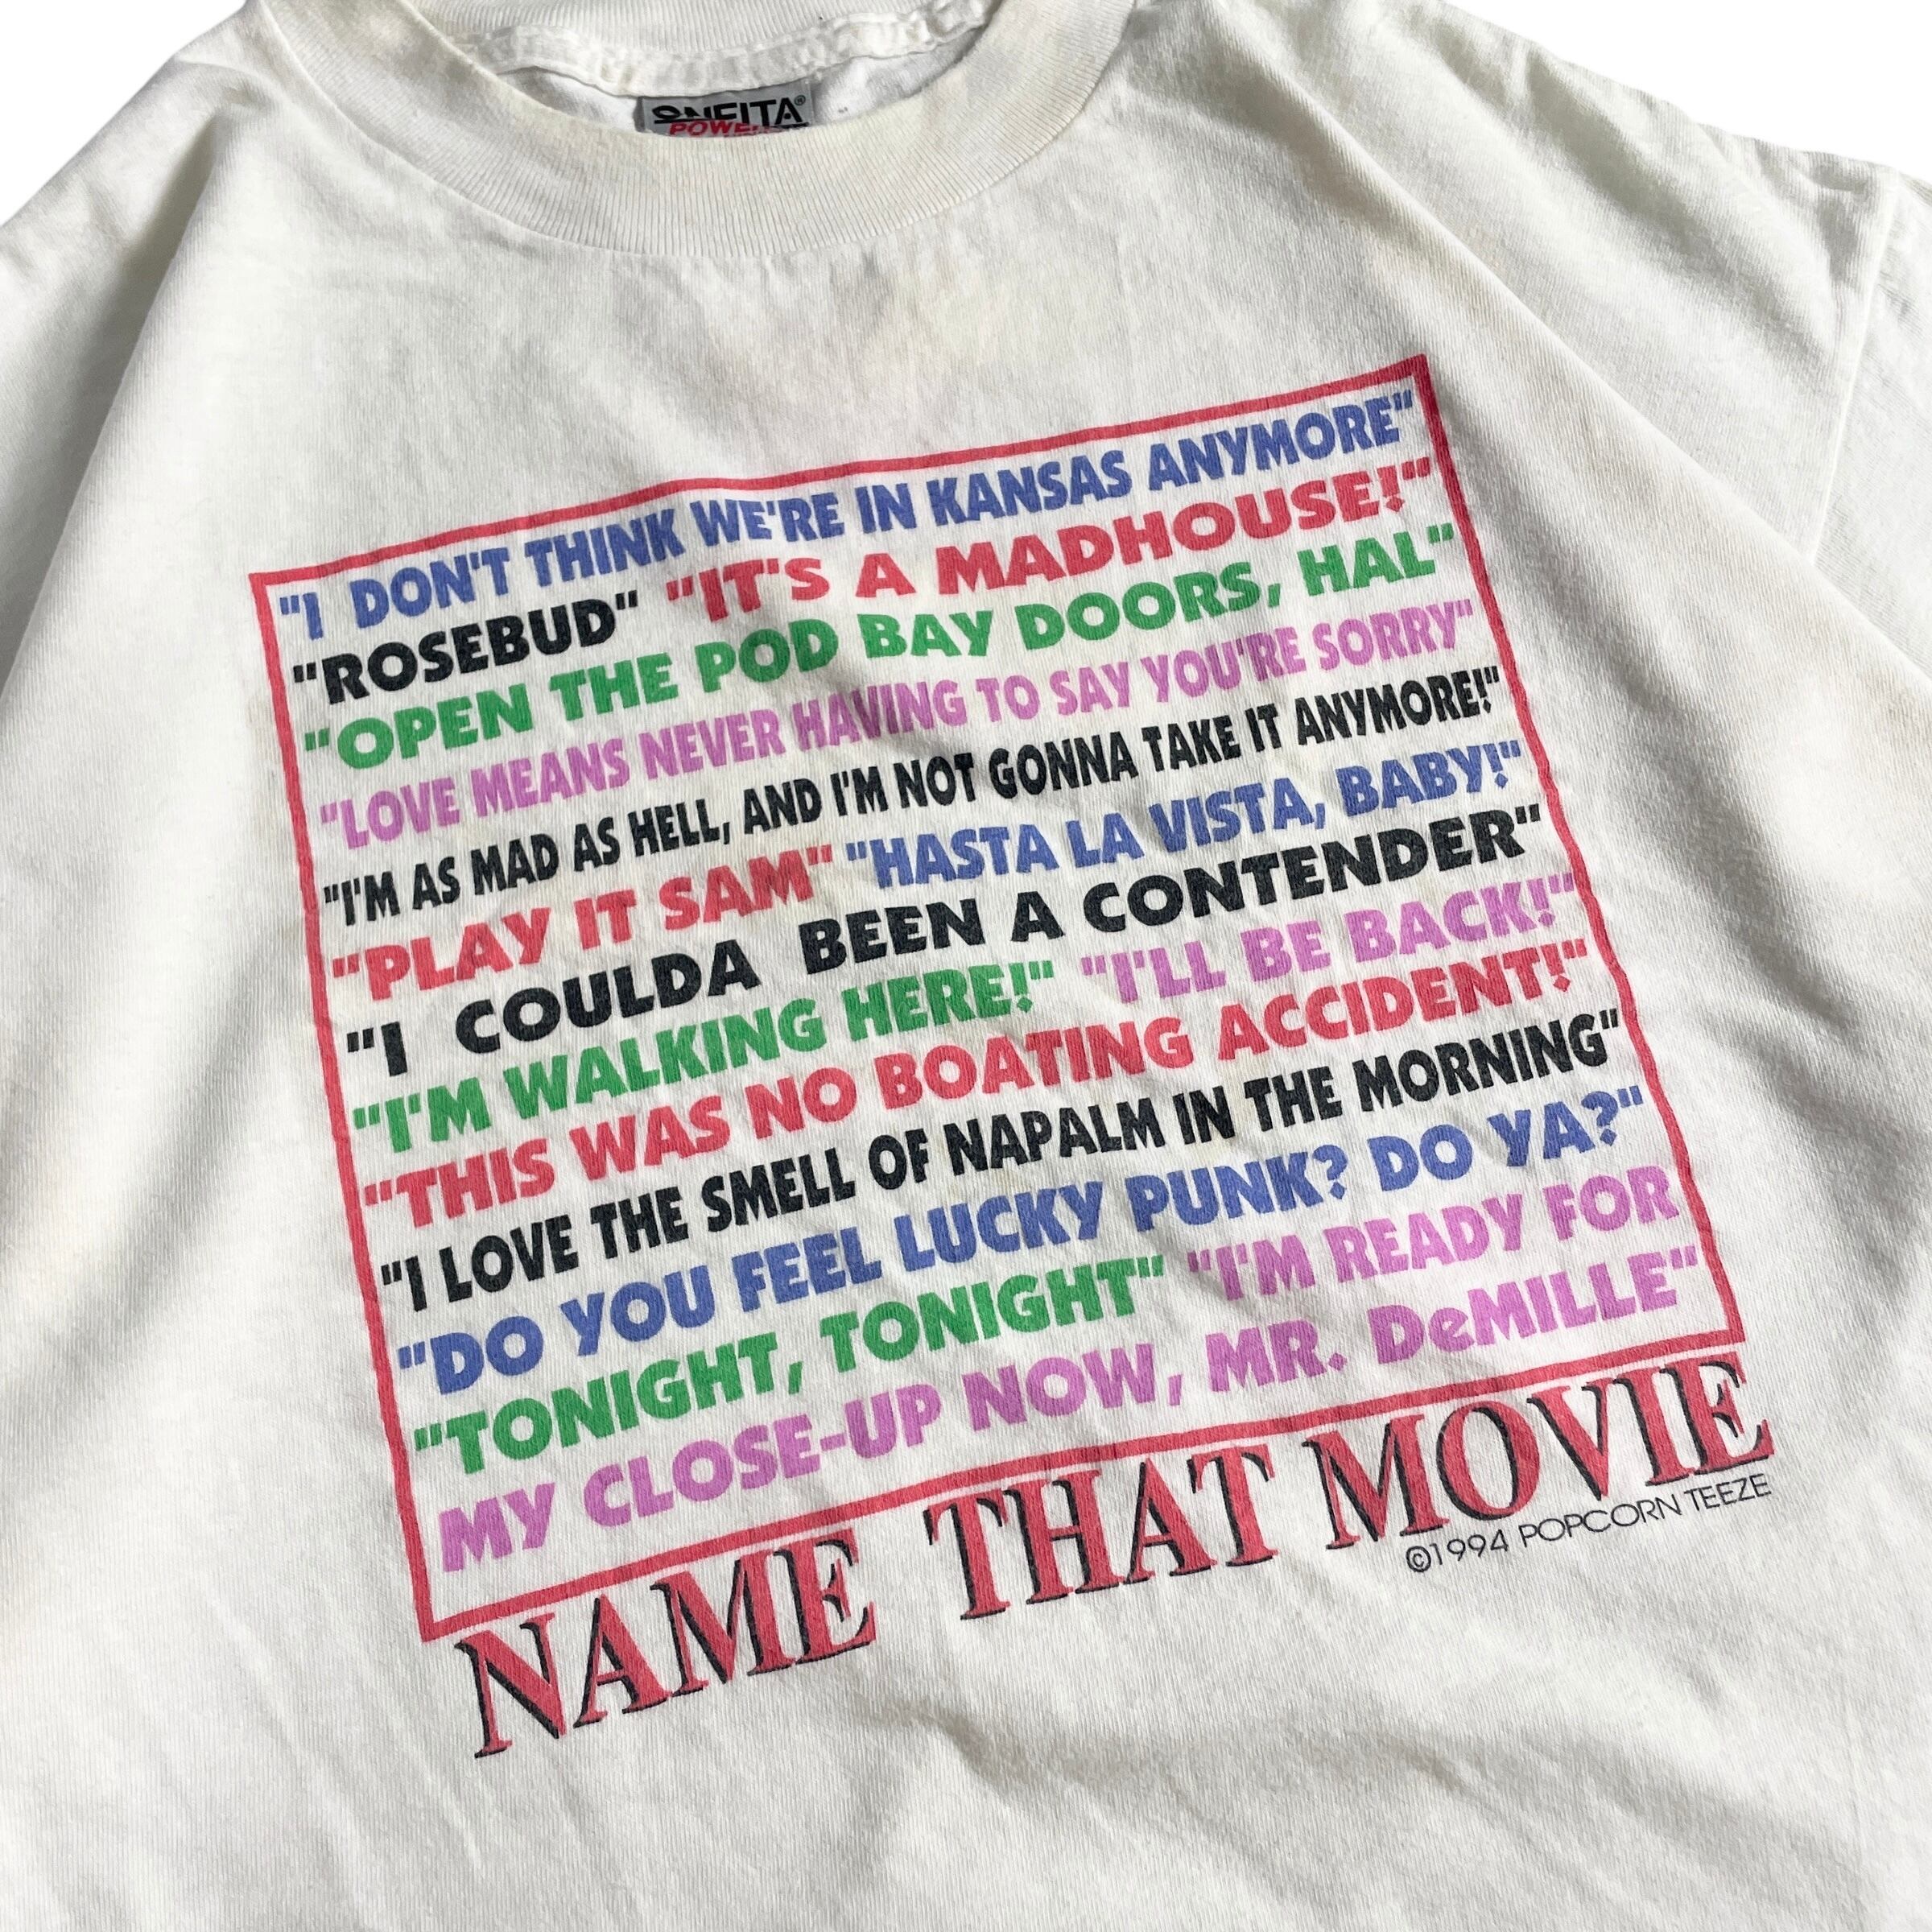 ONEITA®
POWER
"I DON'T THINK WE'RE IN KANSAS ANYMORE"
"ROSEBUD" "IT'S A MADHOUSE!"
"OPEN THE POD BAY DOORS, HAL"
"LOVE MEANS NEVER HAVING TO SAY YOU'RE SORRY"
"I'M AS MAD AS HELL, AND I'M NOT GONNA TAKE IT ANYMORE!"
"PLAY IT SAM" "HASTA LA VISTA, BABY!"
"I COULDA BEEN A CONTENDER"
"I'M WALKING HERE!" "I'LL BE BACK!"
"THIS WAS NO BOATING ACCIDENT!"
"I LOVE THE SMELL OF NAPALM IN THE MORNING"
"DO YOU FEEL LUCKY PUNK? DO YA?"
"TONIGHT, TONIGHT" "I'M READY FOR
MY CLOSE-UP NOW, MR. DeMILLE"
NAME THAT MOVIE
©1994 POPCORN TEEZE